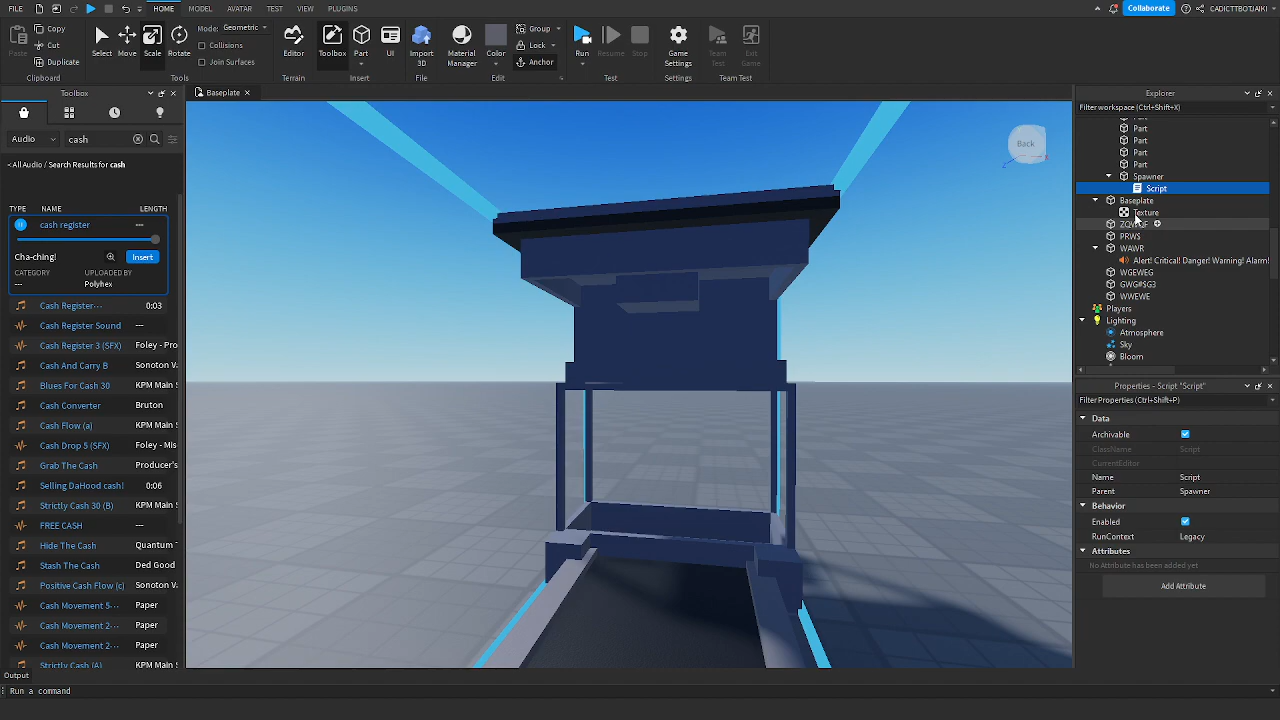 FILE HOME MODEL AVATAR TEST VIEW PLUGINS Collaborate CADICTTBOTJAIKI
Copy Mode: Geometric Group
Cut Collisions Lock
Paste Duplicate Select Move Scale Rotate Join Surfaces Editor Toolbox Part UI Import 3D Material Manager Color Anchor Run Resume Stop Game Settings Team Test Exit Game
Clipboard Tools Terrain Insert File Edit Test Settings Team Test
Toolbox
Baseplate
Explorer
Filter workspace (Ctrl+Shift+X)
Audio cash
<All Audio / Search Results for cash
TYPE NAME LENGTH
cash register ---
Cha-ching! Insert
CATEGORY UPLOADED BY
--- Polyhex
Cash Register··· 0:03
Cash Register Sound ---
Cash Register 3 (SFX) Foley - Pro
Cash And Carry B Sonoton V
Blues For Cash 30 KPM Main S
Cash Converter Bruton
Cash Flow (a) KPM Main S
Cash Drop 5 (SFX) Foley - Mis
Grab The Cash Producer's
Selling DaHood cash! 0:06
Strictly Cash 30 (B) KPM Main S
FREE CASH ---
Hide The Cash Quantum
Stash The Cash Ded Good
Positive Cash Flow (c) Sonoton V
Cash Movement 5··· Paper
Cash Movement 2··· Paper
Cash Movement 2··· Paper
Strictly Cash (A) KPM Main S
Back
Part
Part
Part
Part
Spawner
Script
Baseplate
Texture
PRWS
WAWR
Alert! Critical! Danger! Warning! Alarm!
WGEWEG
GWG#$G3
WWEWE
Players
Lighting
Atmosphere
Sky
Bloom
Properties - Script "Script"
Filter Properties (Ctrl+Shift+P)
Data
Archivable
ClassName Script
CurrentEditor
Name Script
Parent Spawner
Behavior
Enabled
RunContext Legacy
Attributes
No Attribute has been added yet
Add Attribute
Output
Run a command